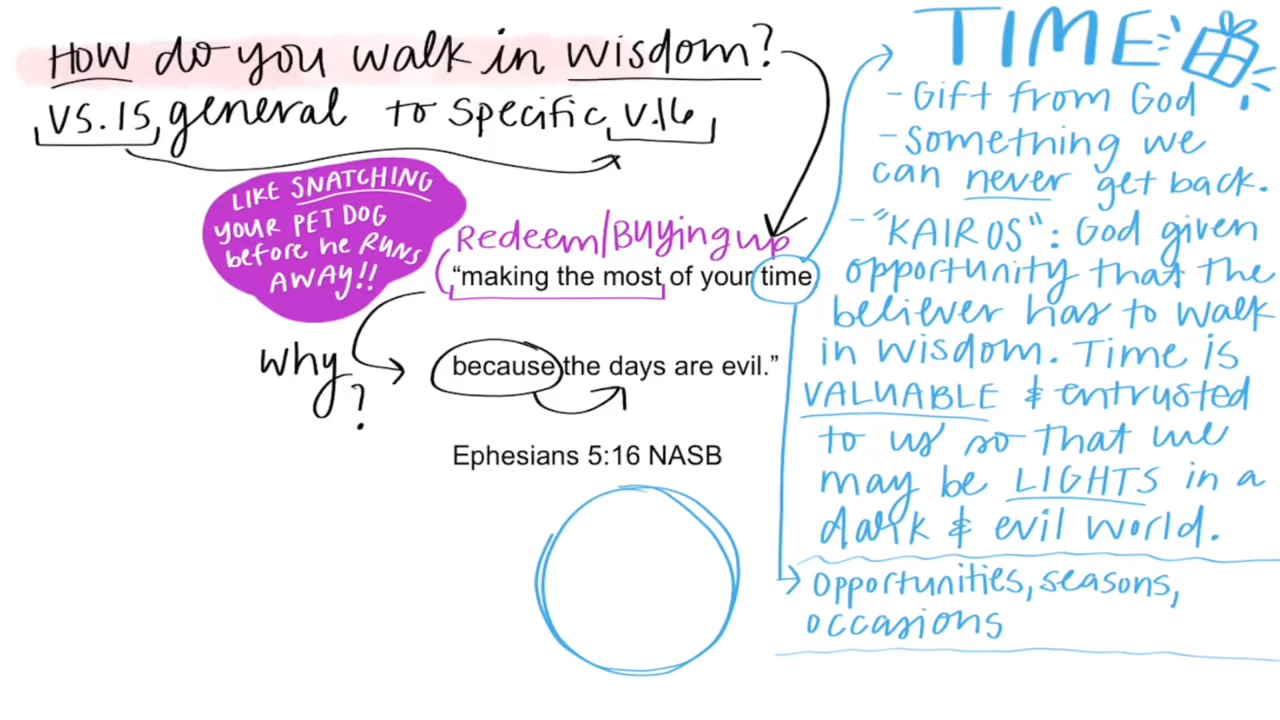 HOW do you walk in wisdom?
VS.15, general to specific, v.16
LIKE SNATCHING
YOUR PET DOG
before he RUNS
AWAY!!
Redeem/Buying up
“making the most of your time,
why
?
because the days are evil.”
Ephesians 5:16 NASB
TIME
- Gift from God
- Something we
can never get back.
- "KAIROS": God given
opportunity that the
believer has to walk
in wisdom. Time is
VALUABLE & entrusted
to us so that we
may be LIGHTS in a
dark & evil world.
opportunities, seasons,
occasions